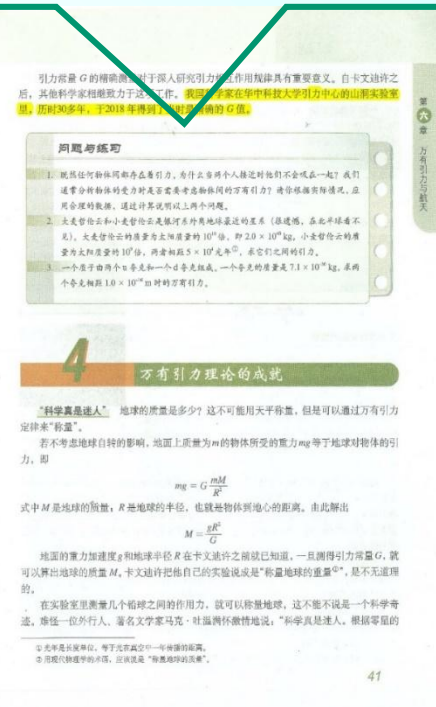 引力常量 G 的精确测量对于深入研究引力相互作用规律具有重要意义。自卡文迪许之
后，其他科学家相继致力于这项工作。我国科学家在华中科技大学引力中心的山洞实验室
里，历时30多年，于2018 年得到了当时最精确的 G 值。
第六章 万有引力与航天
问题与练习
1. 既然任何物体间都存在着引力，为什么当两个人接近时他们不会吸在一起？我们
通常分析物体的受力时是否需要考虑物体间的万有引力？请你根据实际情况，应
用合理的数据，通过计算说明以上两个问题。
2. 大麦哲伦云和小麦哲伦云是银河系外离地球最近的星系（很遗憾，在北半球看不
见）。大麦哲伦云的质量为太阳质量的 10¹⁰倍，即 2.0 × 10⁴⁰ kg，小麦哲伦云的质
量为太阳质量的 10⁹倍，两者相距 5 × 10⁴光年①，求它们之间的引力。
3. 一个质子由两个 u 夸克和一个 d 夸克组成，一个夸克的质量是 7.1 × 10⁻³⁰ kg，求两
个夸克相距 1.0 × 10⁻¹⁶ m 时的万有引力。
4 万有引力理论的成就
“科学真是迷人” 地球的质量是多少？这不可能用天平称量，但是可以通过万有引力
定律来“称量”。
若不考虑地球自转的影响，地面上质量为m的物体所受的重力mg等于地球对物体的引
力，即
mg = G mM/R²
式中 M 是地球的质量；R 是地球的半径，也就是物体到地心的距离。由此解出
M = gR²/G
地面的重力加速度g和地球半径 R 在卡文迪许之前就已知道，一旦测得引力常量G，就
可以算出地球的质量 M。卡文迪许把他自己的实验说成是“称量地球的重量②”，是不无道理
的。
在实验室里测量几个铅球之间的作用力，就可以称量地球，这不能不说是一个科学奇
迹。难怪一位外行人、著名文学家马克·吐温满怀激情地说：“科学真是迷人。根据零星的
① 光年是长度单位，等于光在真空中一年传播的距离。
② 用现代物理学的术语，应该说是“称量地球的质量”。
41